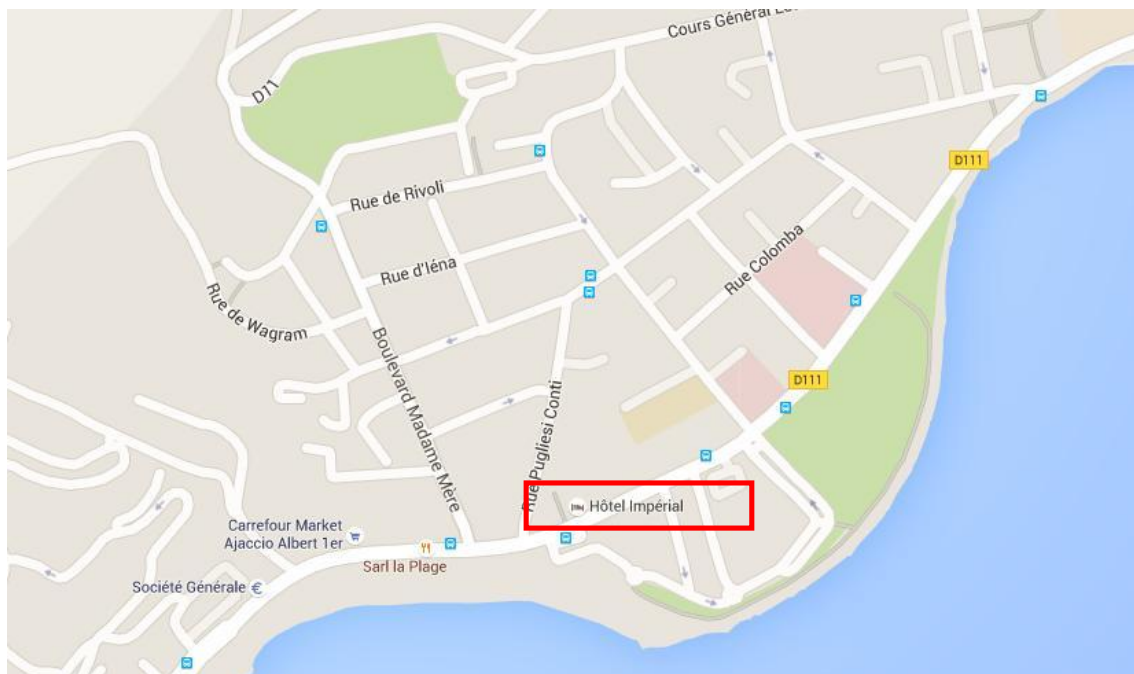 Cours Général
D11
D111
Rue de Rivoli
Rue Colomba
Rue d'Iéna
Rue de Wagram
Boulevard Madame Mère
D111
Rue Pugliesi Conti
Hôtel Impérial
Carrefour Market
Ajaccio Albert 1er
Sarl la Plage
Société Générale